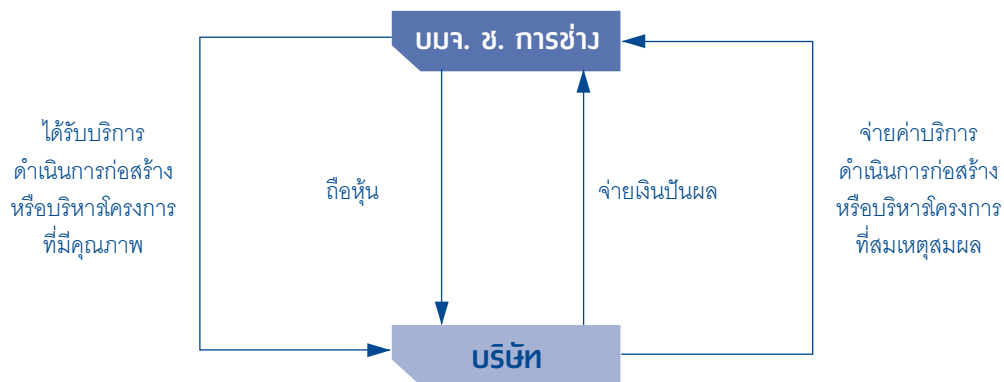 บมจ. ช. การช่าง
ได้รับบริการ
ดำเนินการก่อสร้าง
หรือบริหารโครงการ
ที่มีคุณภาพ
ถือหุ้น
จ่ายเงินปันผล
จ่ายค่าบริการ
ดำเนินการก่อสร้าง
หรือบริหารโครงการ
ที่สมเหตุสมผล
บริษัท